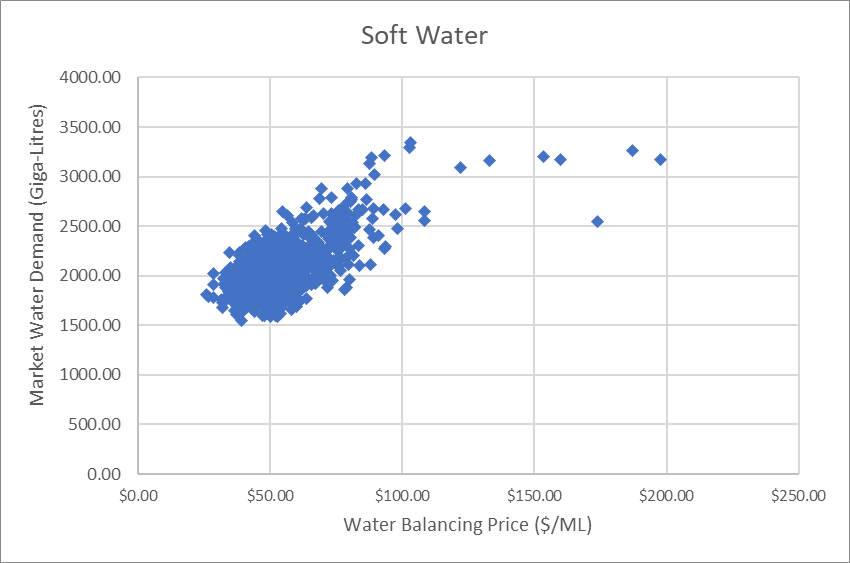 Soft Water
Market Water Demand (Giga-Litres)
4000.00
3500.00
3000.00
2500.00
2000.00
1500.00
1000.00
500.00
0.00
$0.00 $50.00 $100.00 $150.00 $200.00 $250.00
Water Balancing Price ($/ML)